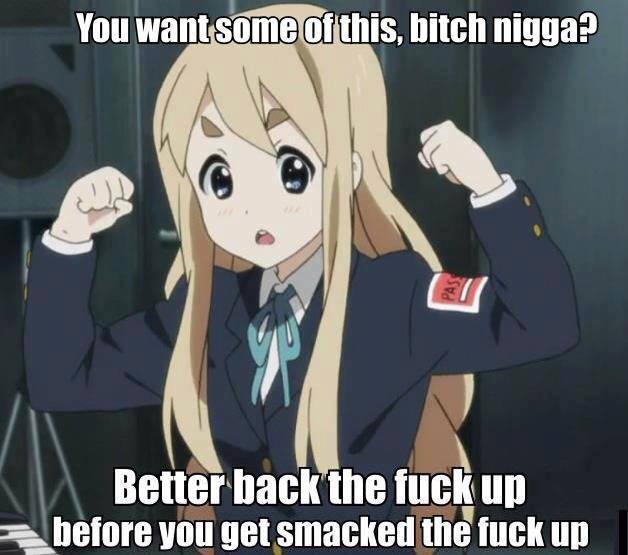 You want some of this, bitch nigga?
PASS
Better back the fuck up
before you get smacked the fuck up